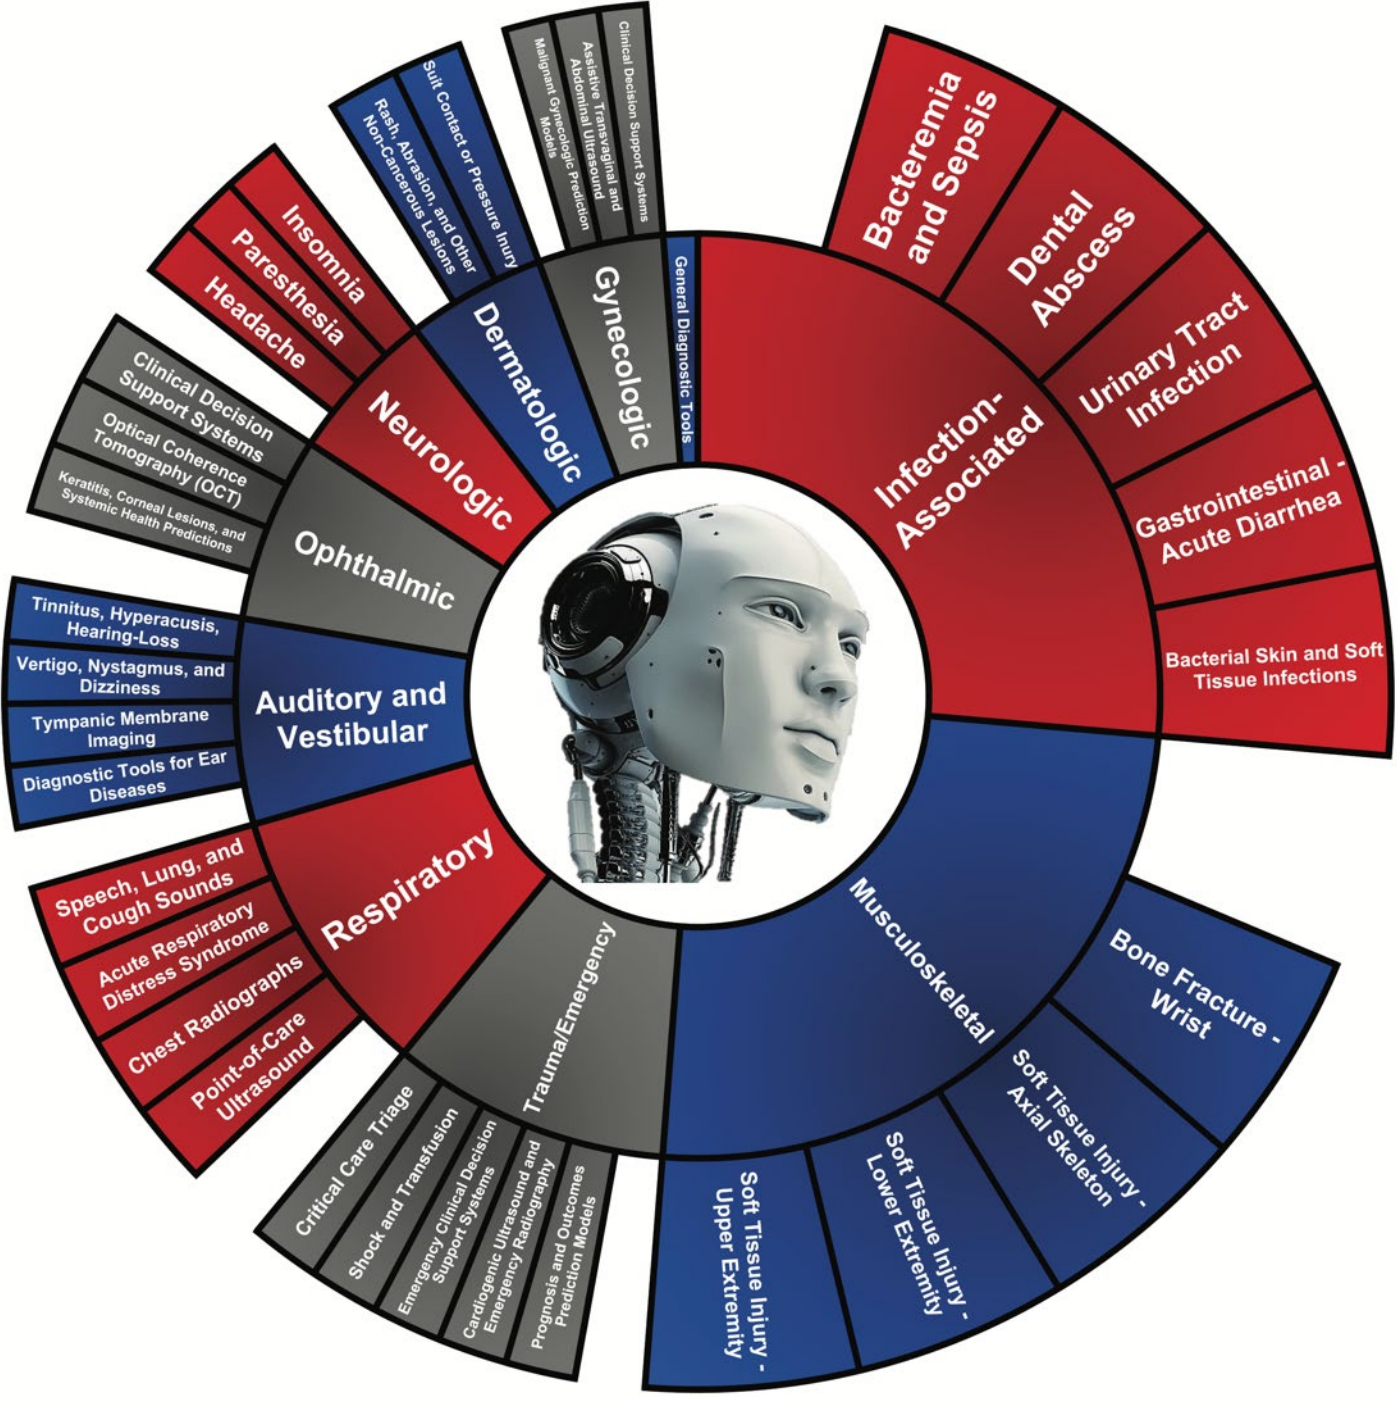 General Diagnostic Tools
Infection-
Associated
Bacteremia
and Sepsis
Dental
Abscess
Urinary Tract
Infection
Gastrointestinal -
Acute Diarrhea
Bacterial Skin and Soft
Tissue Infections
Musculoskeletal
Bone Fracture -
Wrist
Soft Tissue Injury -
Axial Skeleton
Soft Tissue Injury -
Lower Extremity
Soft Tissue Injury -
Upper Extremity
Trauma/Emergency
Prognosis and Outcomes
Prediction Models
Cardiogenic Ultrasound and
Emergency Radiography
Emergency Clinical Decision
Support Systems
Shock and Transfusion
Critical Care Triage
Respiratory
Point-of-Care
Ultrasound
Chest Radiographs
Acute Respiratory
Distress Syndrome
Speech, Lung, and
Cough Sounds
Auditory and
Vestibular
Diagnostic Tools for Ear
Diseases
Tympanic Membrane
Imaging
Vertigo, Nystagmus, and
Dizziness
Tinnitus, Hyperacusis,
Hearing-Loss
Ophthalmic
Keratitis, Corneal Lesions, and
Systemic Health Predictions
Optical Coherence
Tomography (OCT)
Clinical Decision
Support Systems
Neurologic
Headache
Paresthesia
Insomnia
Dermatologic
Rash, Abrasion, and Other
Non-Cancerous Lesions
Suit Contact or Pressure Inury
Gynecologic
Malignant Gynecologic Prediction
Models
Assistive Transvaginal and
Abdominal Ultrasound
Clinical Decision Support Systems